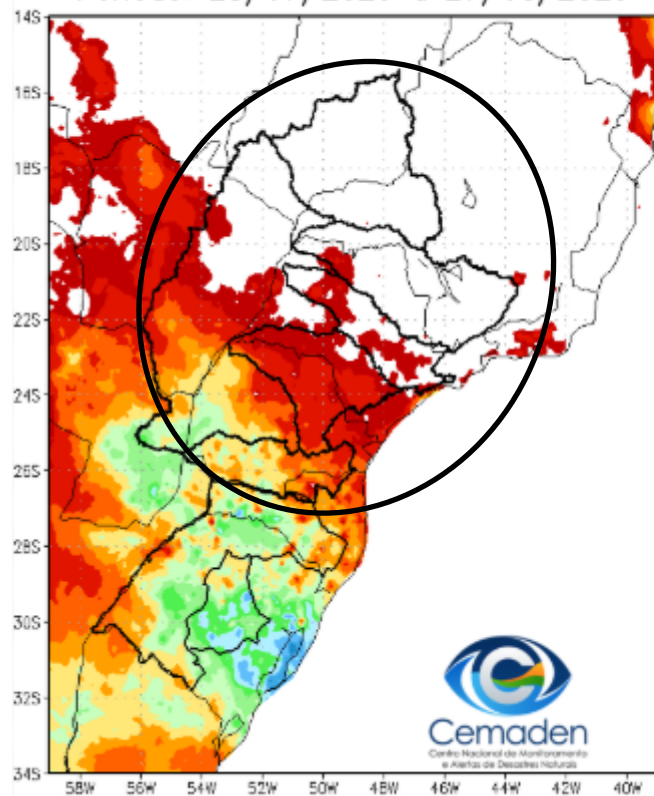 14S
16S
18S
20S
22S
24S
26S
28S
30S
32S
34S
58W 56W 54W 52W 50W 48W 46W 44W 42W 40W
Cemaden
Centro Nacional de Monitoramento
e Alertas de Desastres Naturais